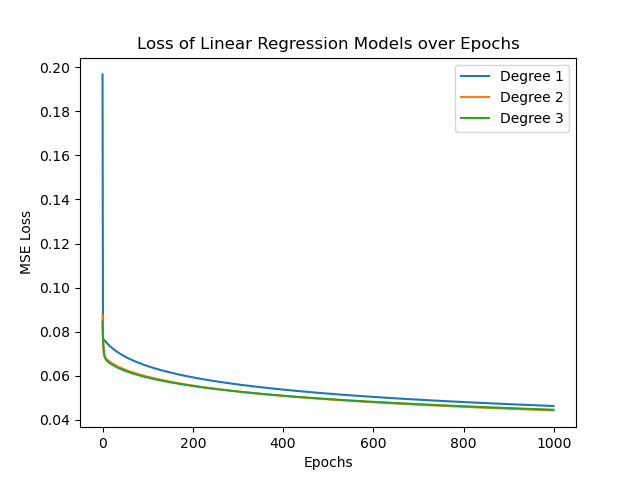 Loss of Linear Regression Models over Epochs
Degree 1
Degree 2
Degree 3
MSE Loss
0.20
0.18
0.16
0.14
0.12
0.10
0.08
0.06
0.04
0 200 400 600 800 1000
Epochs